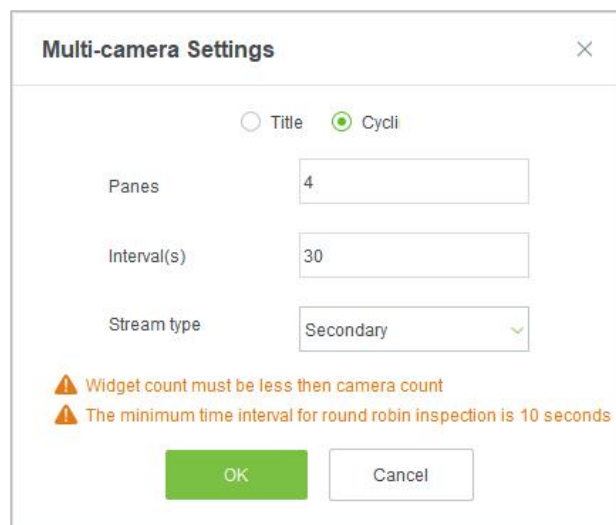 Multi-camera Settings
Title Cycli
Panes 4
Interval(s) 30
Stream type Secondary
Widget count must be less then camera count
The minimum time interval for round robin inspection is 10 seconds
OK Cancel